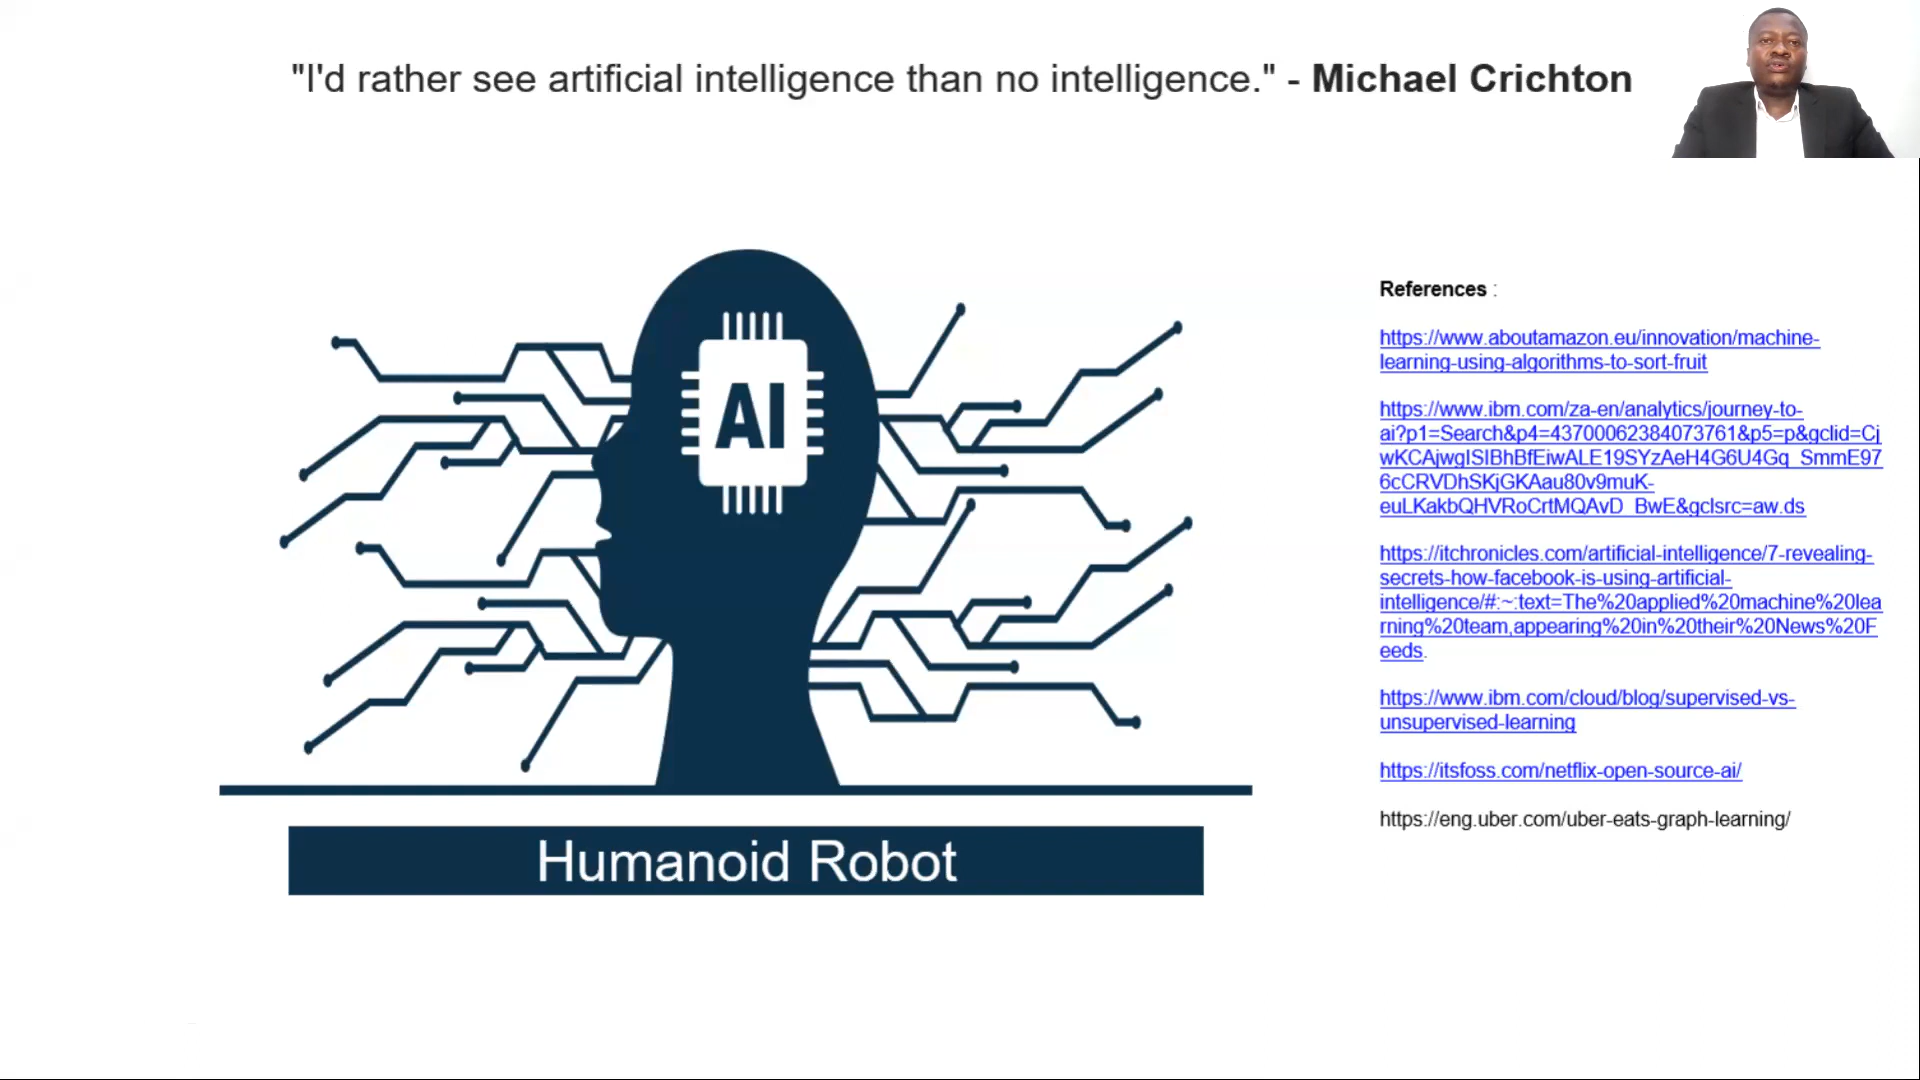 "I'd rather see artificial intelligence than no intelligence." - Michael Crichton
AI
Humanoid Robot
References :
https://www.aboutamazon.eu/innovation/machine-
learning-using-algorithms-to-sort-fruit
https://www.ibm.com/za-en/analytics/journey-to-
ai?p1=Search&p4=43700062384073761&p5=p&gclid=Cj
wKCAjwgISIBhBfEiwALE19SYzAeH4G6U4Gq_SmmE97
6cCRVDhSKjGKAau80v9muK-
euLKakbQHVRoCrtMQAvD_BwE&gclsrc=aw.ds
https://itchronicles.com/artificial-intelligence/7-revealing-
secrets-how-facebook-is-using-artificial-
intelligence/#:~:text=The%20applied%20machine%20lea
rning%20team,appearing%20in%20their%20News%20F
eeds.
https://www.ibm.com/cloud/blog/supervised-vs-
unsupervised-learning
https://itsfoss.com/netflix-open-source-ai/
https://eng.uber.com/uber-eats-graph-learning/